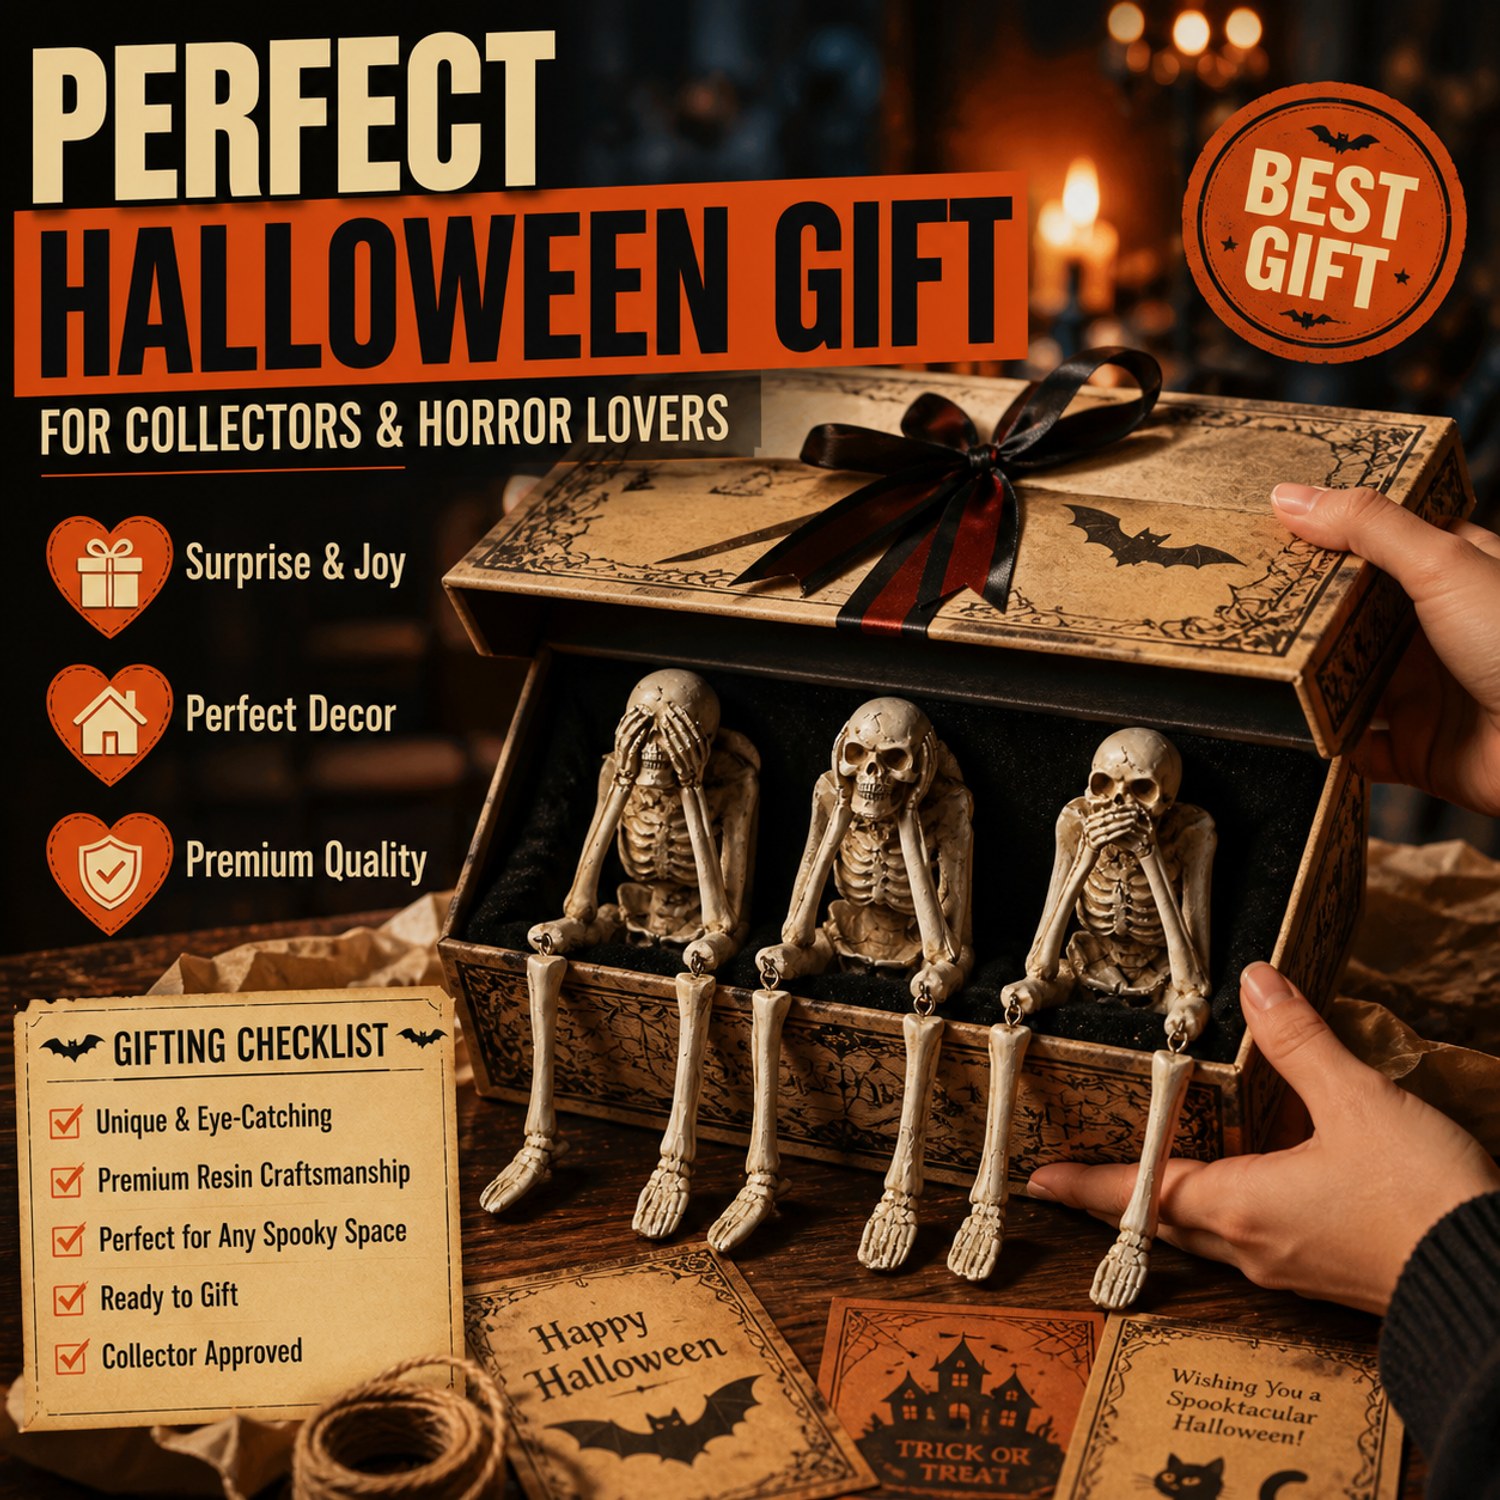 PERFECT
HALLOWEEN GIFT
FOR COLLECTORS & HORROR LOVERS
BEST
GIFT
Surprise & Joy
Perfect Decor
Premium Quality
GIFTING CHECKLIST
Unique & Eye-Catching
Premium Resin Craftsmanship
Perfect for Any Spooky Space
Ready to Gift
Collector Approved
Happy
Halloween
TRICK OR
TREAT
Wishing You a
Spooktacular
Halloween!